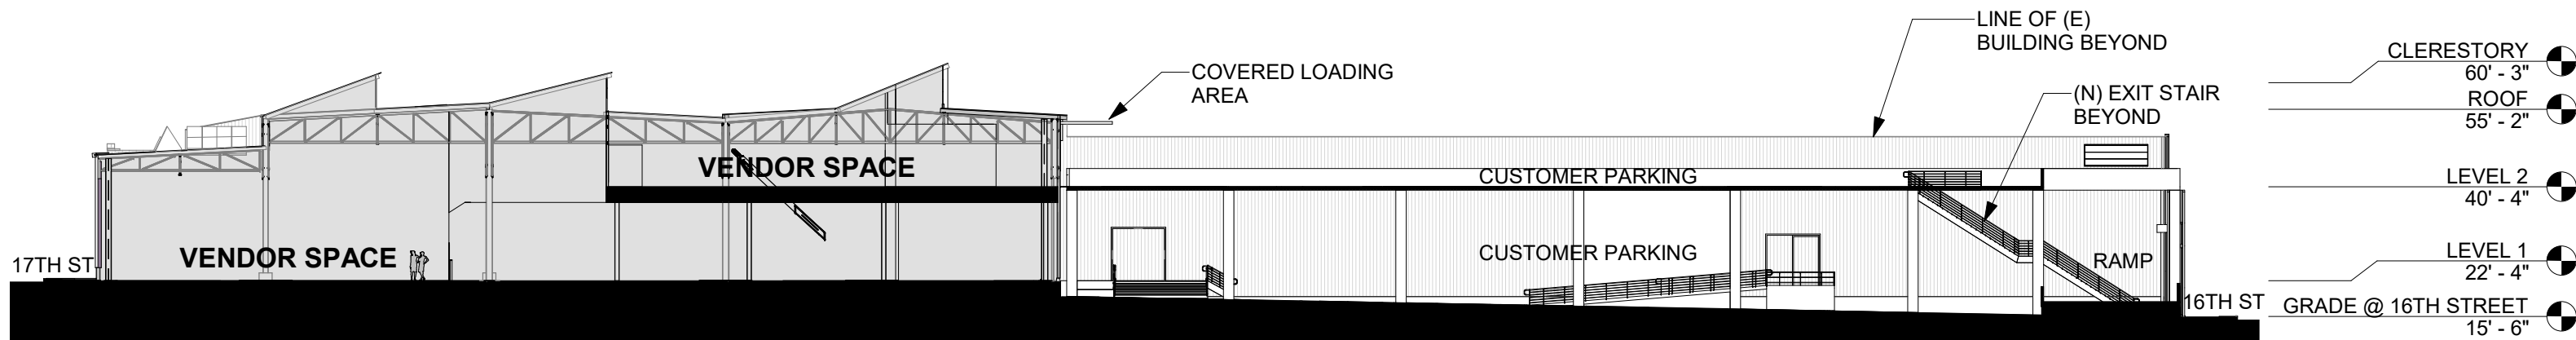 LINE OF (E)
BUILDING BEYOND
CLERESTORY
60' - 3"
COVERED LOADING
AREA
(N) EXIT STAIR
BEYOND
ROOF
55' - 2"
VENDOR SPACE
CUSTOMER PARKING
LEVEL 2
40' - 4"
17TH ST
VENDOR SPACE
CUSTOMER PARKING
RAMP
LEVEL 1
22' - 4"
16TH ST
GRADE @ 16TH STREET
15' - 6"